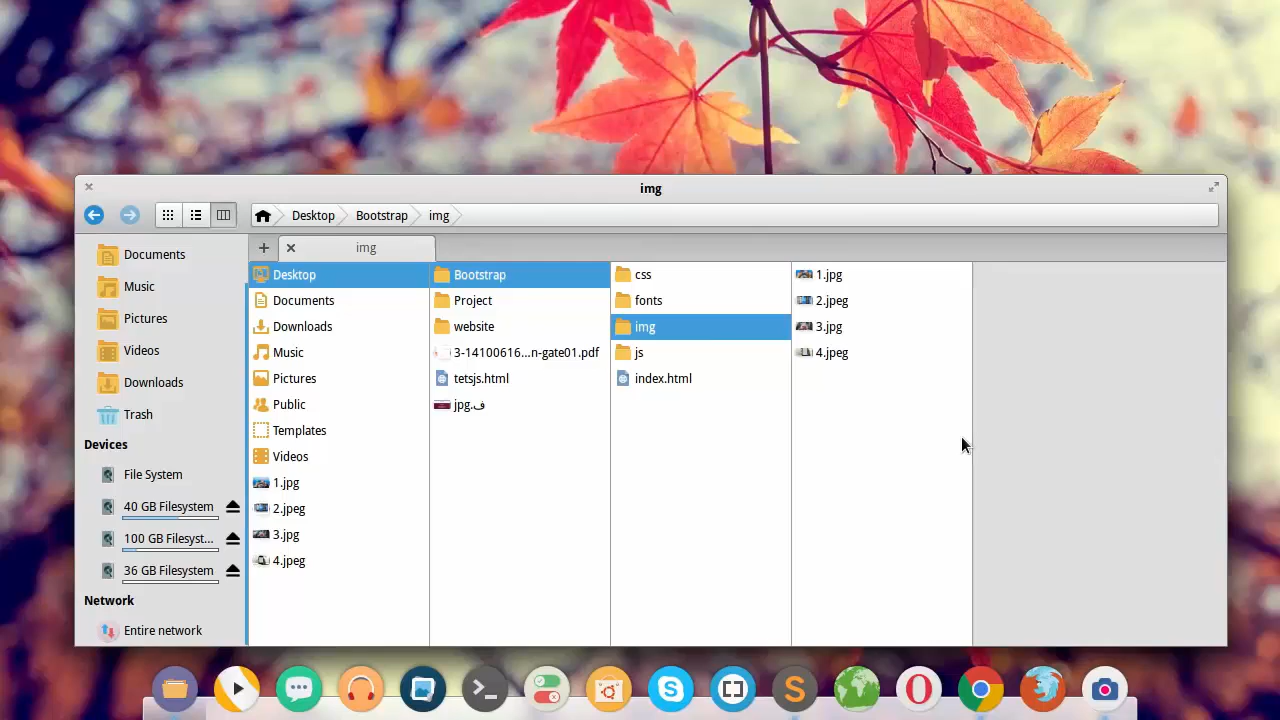 img
Desktop
Bootstrap
img
img
Documents
Music
Pictures
Videos
Downloads
Trash
Devices
File System
40 GB Filesystem
100 GB Filesyst...
36 GB Filesystem
Network
Entire network
Desktop
Documents
Downloads
Music
Pictures
Public
Templates
Videos
1.jpg
2.jpeg
3.jpg
4.jpeg
Bootstrap
Project
website
3-14100616...n-gate01.pdf
tetsjs.html
ف.jpg
css
fonts
img
js
index.html
1.jpg
2.jpeg
3.jpg
4.jpeg